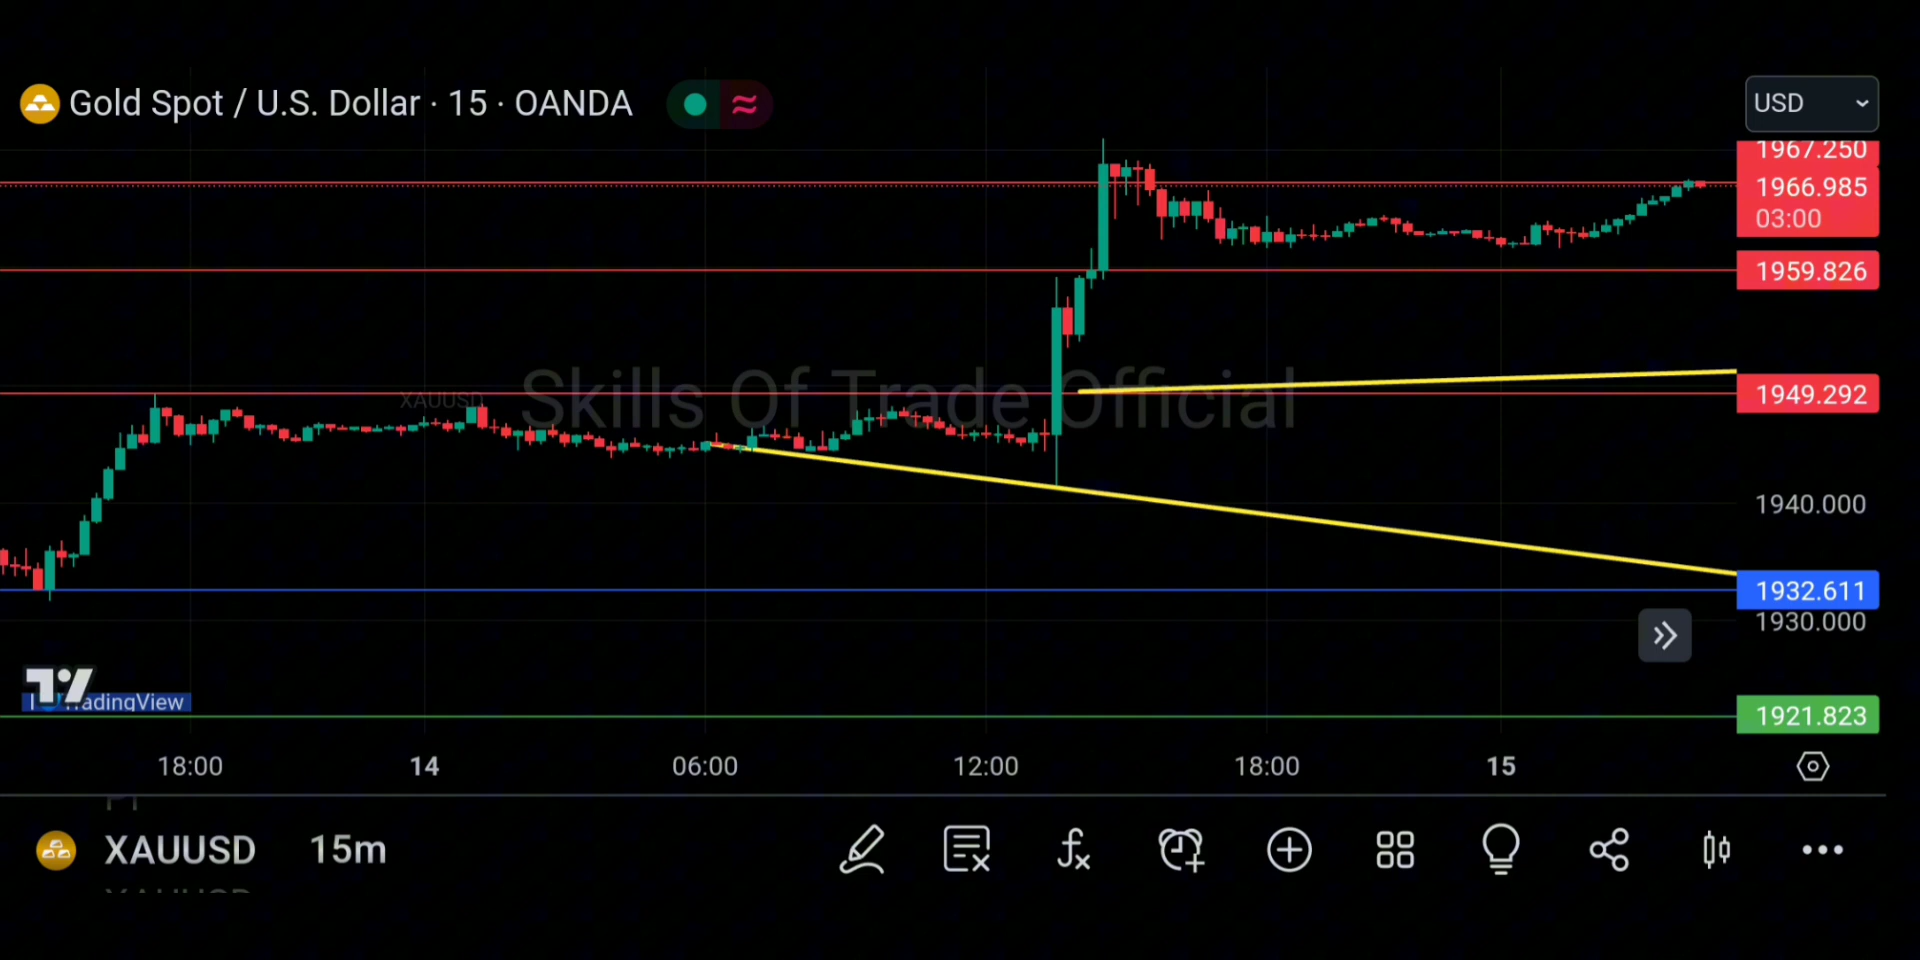 Gold Spot / U.S. Dollar · 15 · OANDA
USD
1967.250
1966.985
03:00
1959.826
Skills Of Trade Official
XAUUSD
1949.292
1940.000
1932.611
1930.000
TradingView
1921.823
18:00 14 06:00 12:00 18:00 15
XAUUSD 15m